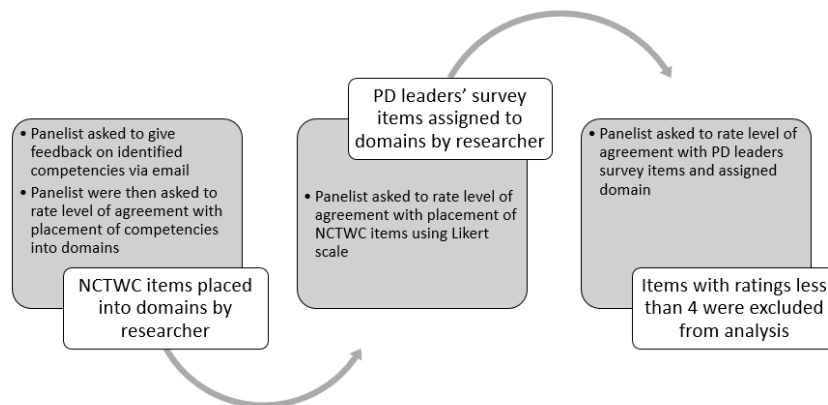 • Panelist asked to give
feedback on identified
competencies via email
• Panelist were then asked to
rate level of agreement with
placement of competencies
into domains
NCTWC items placed
into domains by
researcher
PD leaders’ survey
items assigned to
domains by researcher
• Panelist asked to rate level of
agreement with placement of
NCTWC items using Likert
scale
• Panelist asked to rate level of
agreement with PD leaders
survey items and assigned
domain
Items with ratings less
than 4 were excluded
from analysis